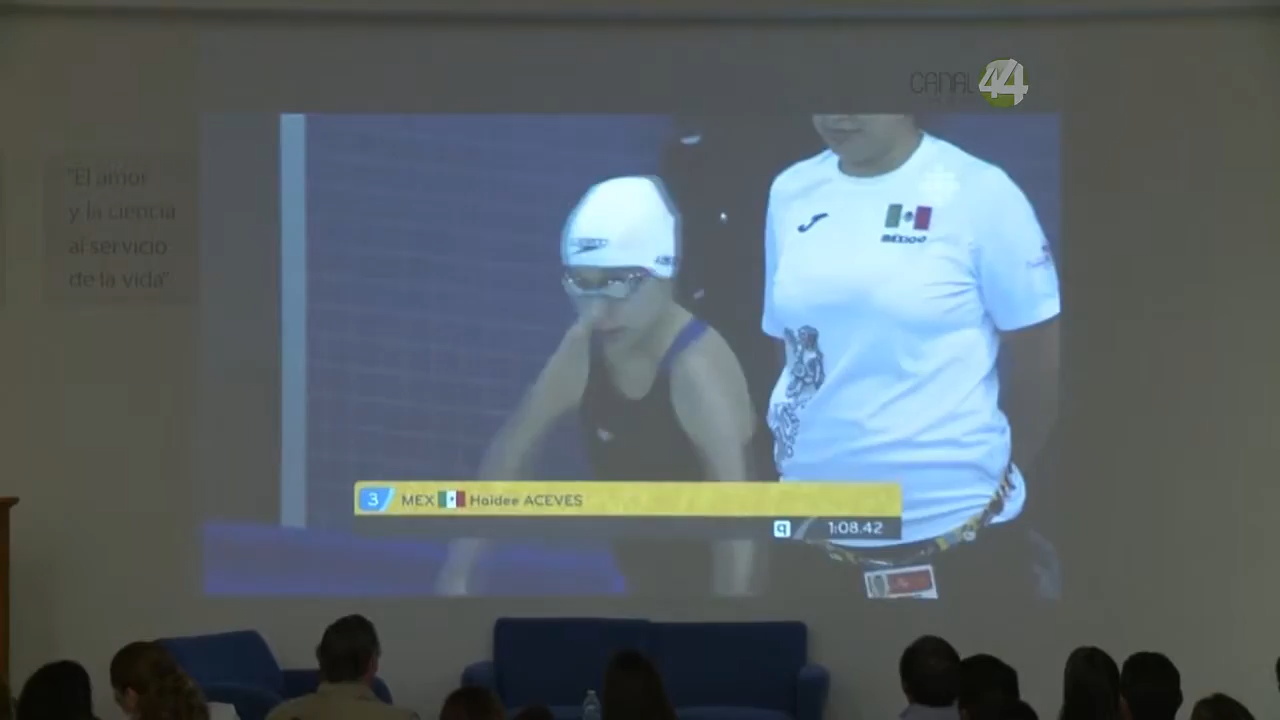 CANAL 44
"El amor
y la ciencia
al servicio
de la vida"
MÉXICO
3 MEX Haidee ACEVES
q 1:08.42